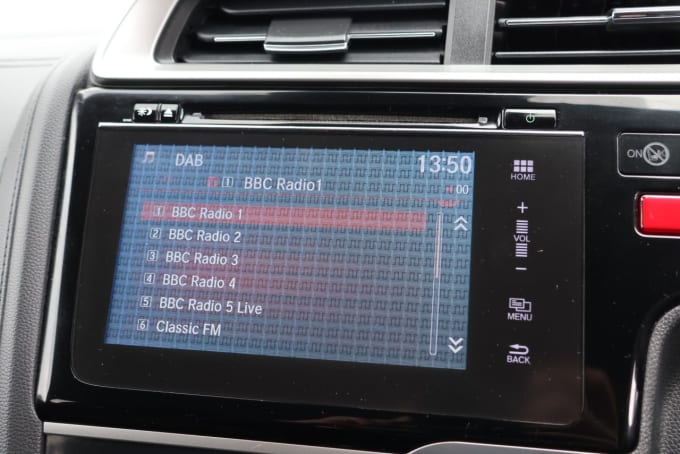 DAB
13:50
1 BBC Radio1
00
1 BBC Radio 1
2 BBC Radio 2
3 BBC Radio 3
4 BBC Radio 4
5 BBC Radio 5 Live
6 Classic FM
HOME
+
VOL
-
MENU
BACK
ON